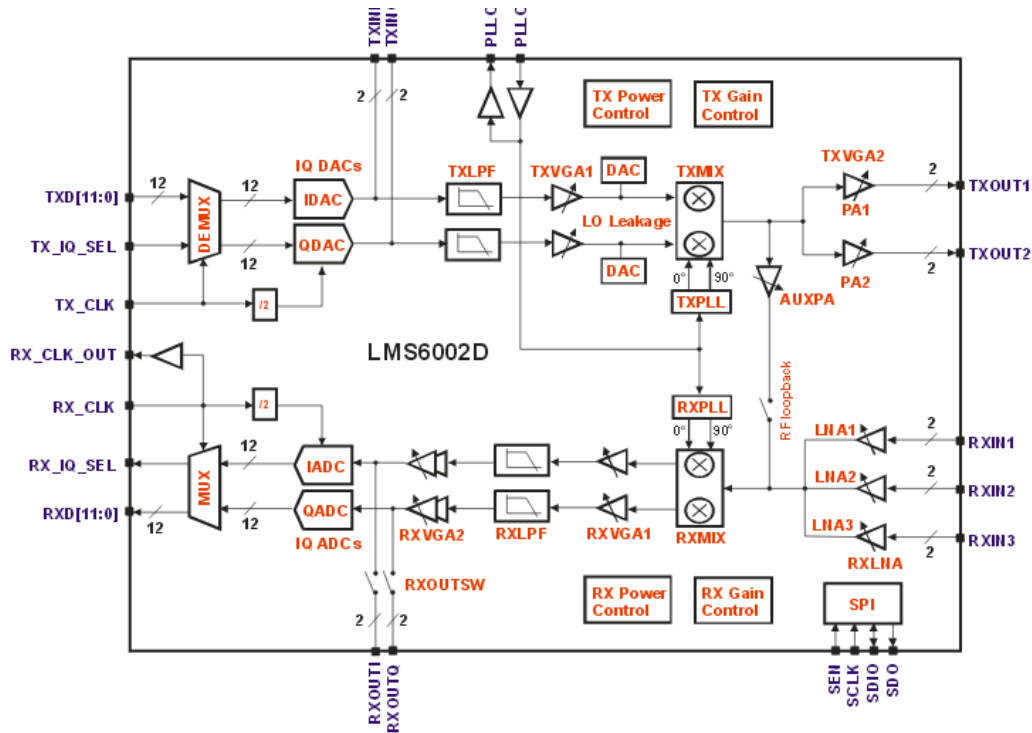 TXINI
PLLC
PLLC
2
2
TX Power
Control
TX Gain
Control
IQ DACs
TXLPF
TXVGA1
DAC
TXMIX
TXVGA2
2
TXD[11:0]
12
12
IDAC
TXOUT1
PA1
LO Leakage
DEMUX
TX_IQ_SEL
12
QDAC
DAC
TXOUT2
PA2
2
0°
90°
AUXPA
TX_CLK
/2
TXPLL
LMS6002D
RX_CLK_OUT
RF loopback
RX_CLK
/2
RXPLL
0°
90°
LNA1
2
RXIN1
RX_IQ_SEL
MUX
12
IADC
LNA2
2
RXIN2
RXD[11:0]
12
12
QADC
IQ ADCs
RXVGA2
RXLPF
RXVGA1
RXMIX
LNA3
RXLNA
2
RXIN3
RXOUTSW
2
2
RX Power
Control
RX Gain
Control
SPI
RXOUTI
RXOUTQ
SEN
SCLK
SDIO
SDO